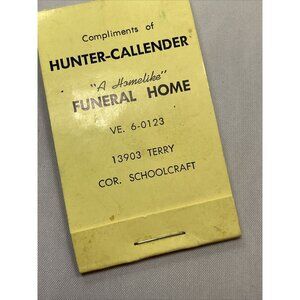 Compliments of
HUNTER-CALLENDER
"A Homelike"
FUNERAL HOME
VE. 6-0123
13903 TERRY
COR. SCHOOLCRAFT